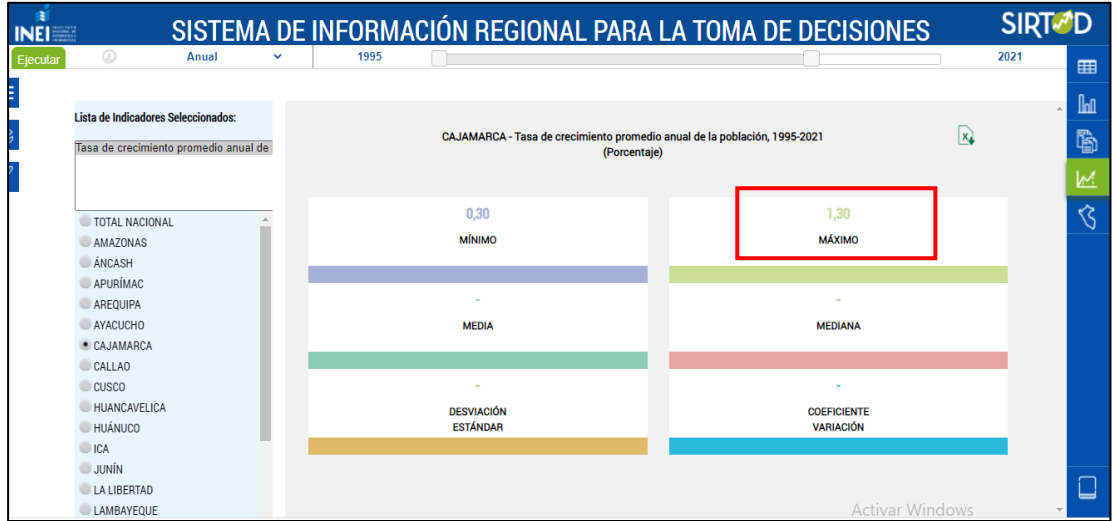 INEI
SISTEMA DE INFORMACIÓN REGIONAL PARA LA TOMA DE DECISIONES
SIRTOD
Ejecutar
Anual
1995
2021
Lista de Indicadores Seleccionados:
Tasa de crecimiento promedio anual de
TOTAL NACIONAL
AMAZONAS
ÁNCASH
APURÍMAC
AREQUIPA
AYACUCHO
CAJAMARCA
CALLAO
CUSCO
HUANCAVELICA
HUÁNUCO
ICA
JUNÍN
LA LIBERTAD
LAMBAYEQUE
CAJAMARCA - Tasa de crecimiento promedio anual de la población, 1995-2021
(Porcentaje)
0,30
MÍNIMO
1,30
MÁXIMO
-
MEDIA
-
MEDIANA
-
DESVIACIÓN
ESTÁNDAR
-
COEFICIENTE
VARIACIÓN
Activar Windows